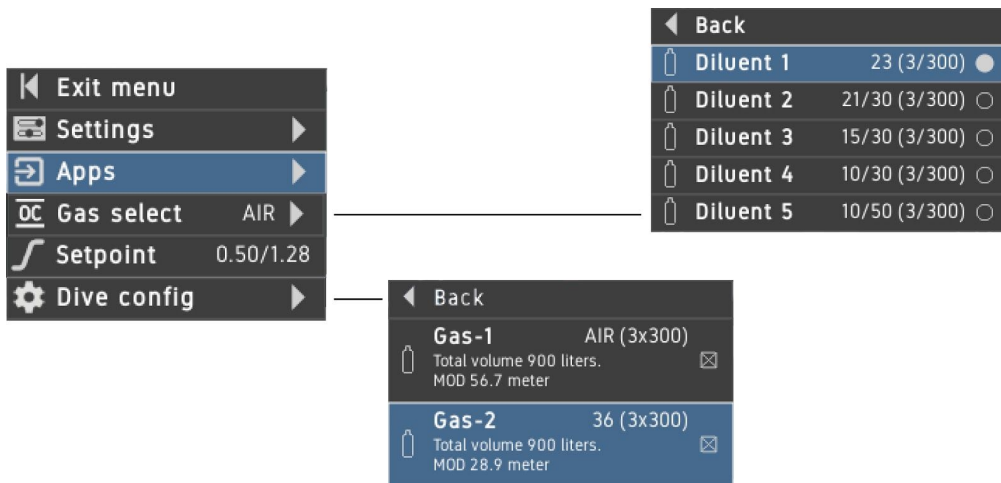 Exit menu
Settings
Apps
OC Gas select AIR
Setpoint 0.50/1.28
Dive config
Back
Diluent 1 23 (3/300)
Diluent 2 21/30 (3/300)
Diluent 3 15/30 (3/300)
Diluent 4 10/30 (3/300)
Diluent 5 10/50 (3/300)
Back
Gas-1 AIR (3x300)
Total volume 900 liters.
MOD 56.7 meter
Gas-2 36 (3x300)
Total volume 900 liters.
MOD 28.9 meter